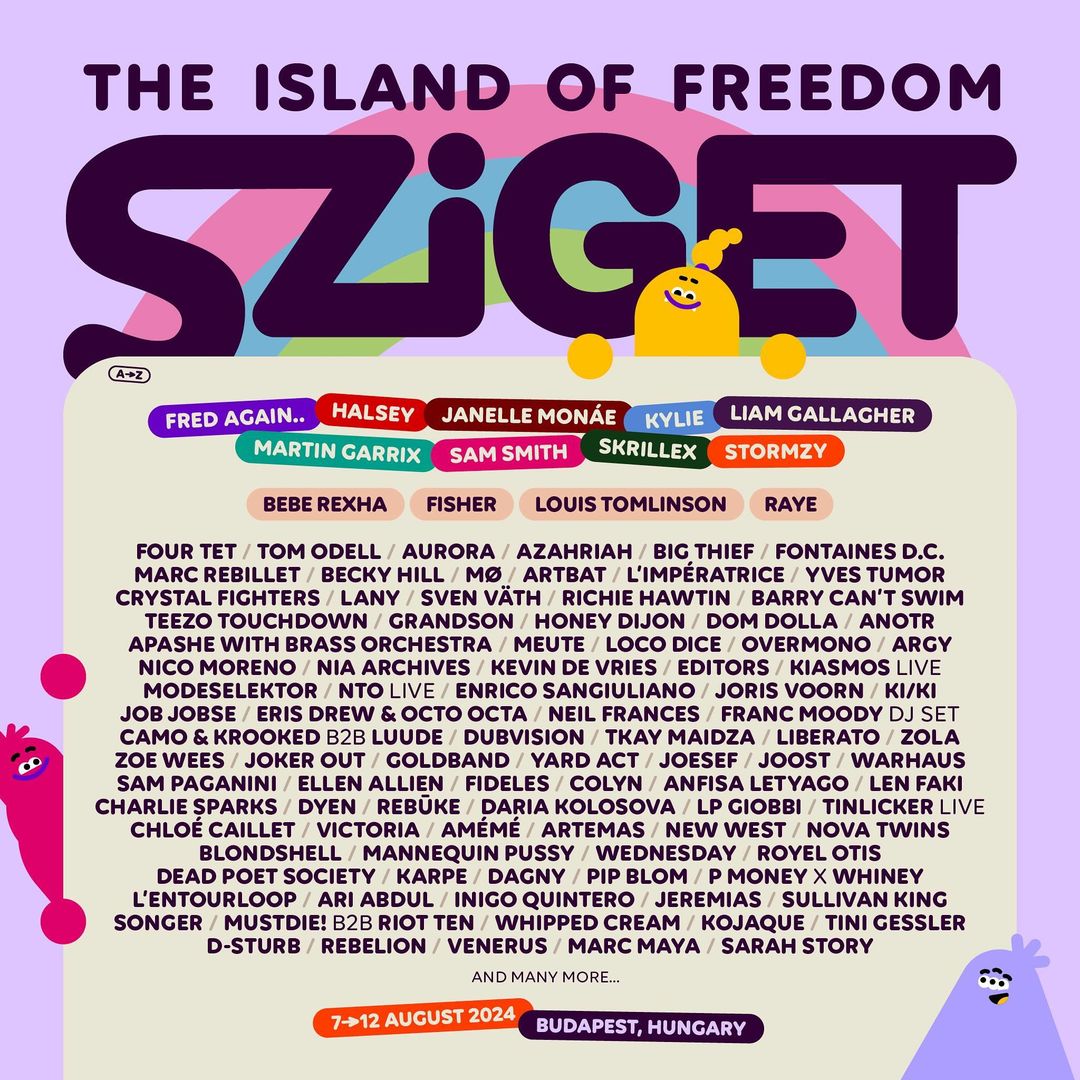 THE ISLAND OF FREEDOM
SZiGET
A→Z
FRED AGAIN.. HALSEY JANELLE MONÁE KYLIE LIAM GALLAGHER
MARTIN GARRIX SAM SMITH SKRILLEX STORMZY
BEBE REXHA FISHER LOUIS TOMLINSON RAYE
FOUR TET / TOM ODELL / AURORA / AZAHRIAH / BIG THIEF / FONTAINES D.C.
MARC REBILLET / BECKY HILL / MØ / ARTBAT / L'IMPÉRATRICE / YVES TUMOR
CRYSTAL FIGHTERS / LANY / SVEN VÄTH / RICHIE HAWTIN / BARRY CAN'T SWIM
TEEZO TOUCHDOWN / GRANDSON / HONEY DIJON / DOM DOLLA / ANOTR
APASHE WITH BRASS ORCHESTRA / MEUTE / LOCO DICE / OVERMONO / ARGY
NICO MORENO / NIA ARCHIVES / KEVIN DE VRIES / EDITORS / KIASMOS LIVE
MODESELEKTOR / NTO LIVE / ENRICO SANGIULIANO / JORIS VOORN / KI/KI
JOB JOBSE / ERIS DREW & OCTO OCTA / NEIL FRANCES / FRANC MOODY DJ SET
CAMO & KROOKED B2B LUUDE / DUBVISION / TKAY MAIDZA / LIBERATO / ZOLA
ZOE WEES / JOKER OUT / GOLDBAND / YARD ACT / JOESEF / JOOST / WARHAUS
SAM PAGANINI / ELLEN ALLIEN / FIDELES / COLYN / ANFISA LETYAGO / LEN FAKI
CHARLIE SPARKS / DYEN / REBŪKE / DARIA KOLOSOVA / LP GIOBBI / TINLICKER LIVE
CHLOÉ CAILLET / VICTORIA / AMÉMÉ / ARTEMAS / NEW WEST / NOVA TWINS
BLONDSHELL / MANNEQUIN PUSSY / WEDNESDAY / ROYEL OTIS
DEAD POET SOCIETY / KARPE / DAGNY / PIP BLOM / P MONEY X WHINEY
L'ENTOURLOOP / ARI ABDUL / INIGO QUINTERO / JEREMIAS / SULLIVAN KING
SONGER / MUSTDIE! B2B RIOT TEN / WHIPPED CREAM / KOJAQUE / TINI GESSLER
D-STURB / REBELION / VENERUS / MARC MAYA / SARAH STORY
AND MANY MORE...
7→12 AUGUST 2024 BUDAPEST, HUNGARY